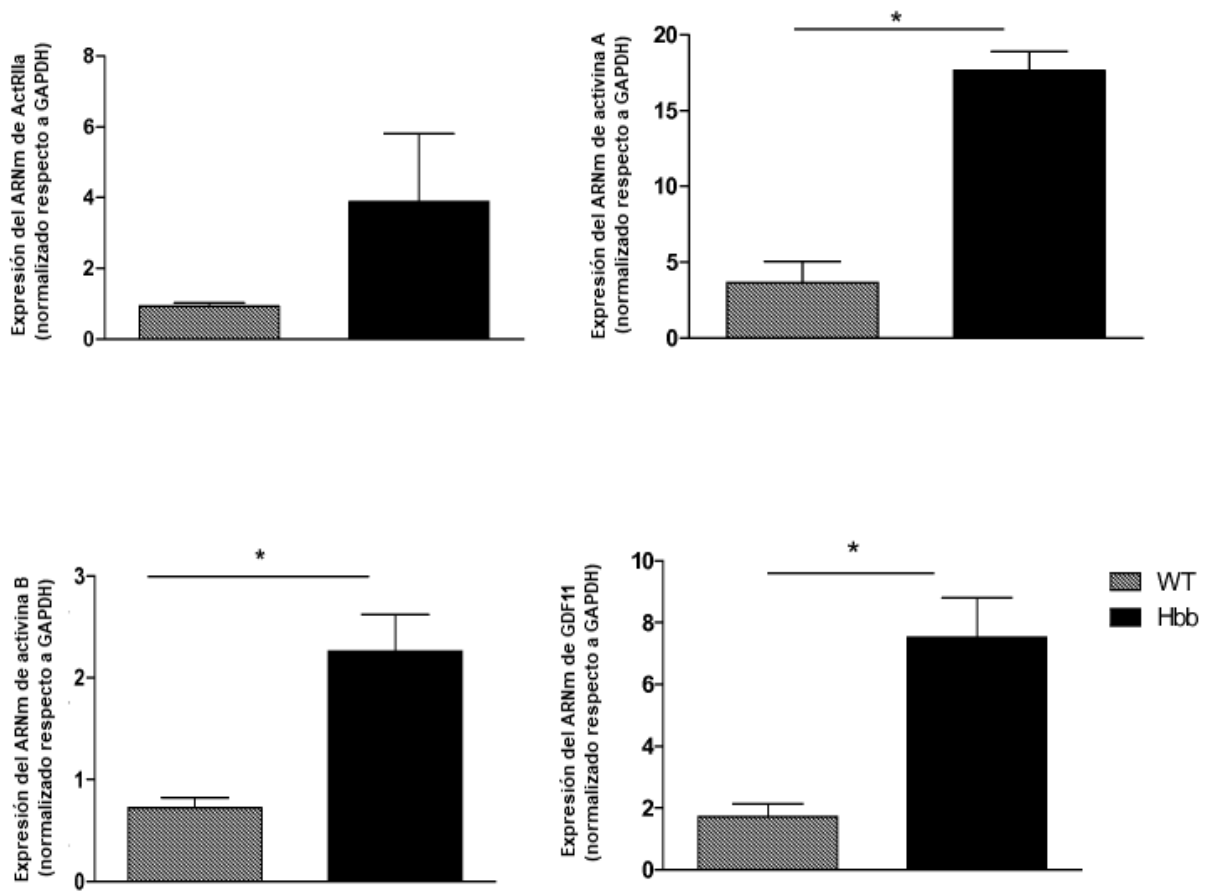 Expresión del ARNm de ActRIIa
(normalizado respecto a GAPDH)
8
6
4
2
0
*
Expresión del ARNm de activina A
(normalizado respecto a GAPDH)
20
15
10
5
0
*
Expresión del ARNm de activina B
(normalizado respecto a GAPDH)
3
2
1
0
*
Expresión del ARNm de GDF11
(normalizado respecto a GAPDH)
10
8
6
4
2
0
WT
Hbb